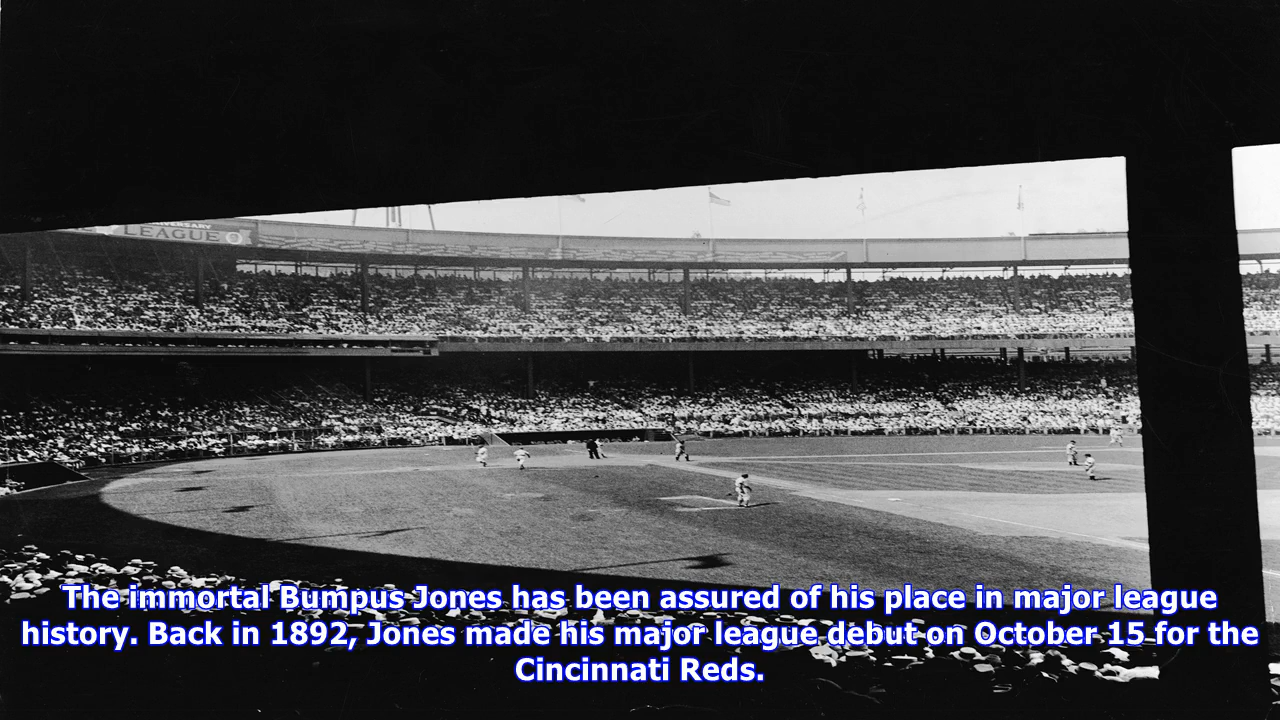 LEAGUE
The immortal Bumpus Jones has been assured of his place in major league
history. Back in 1892, Jones made his major league debut on October 15 for the
Cincinnati Reds.